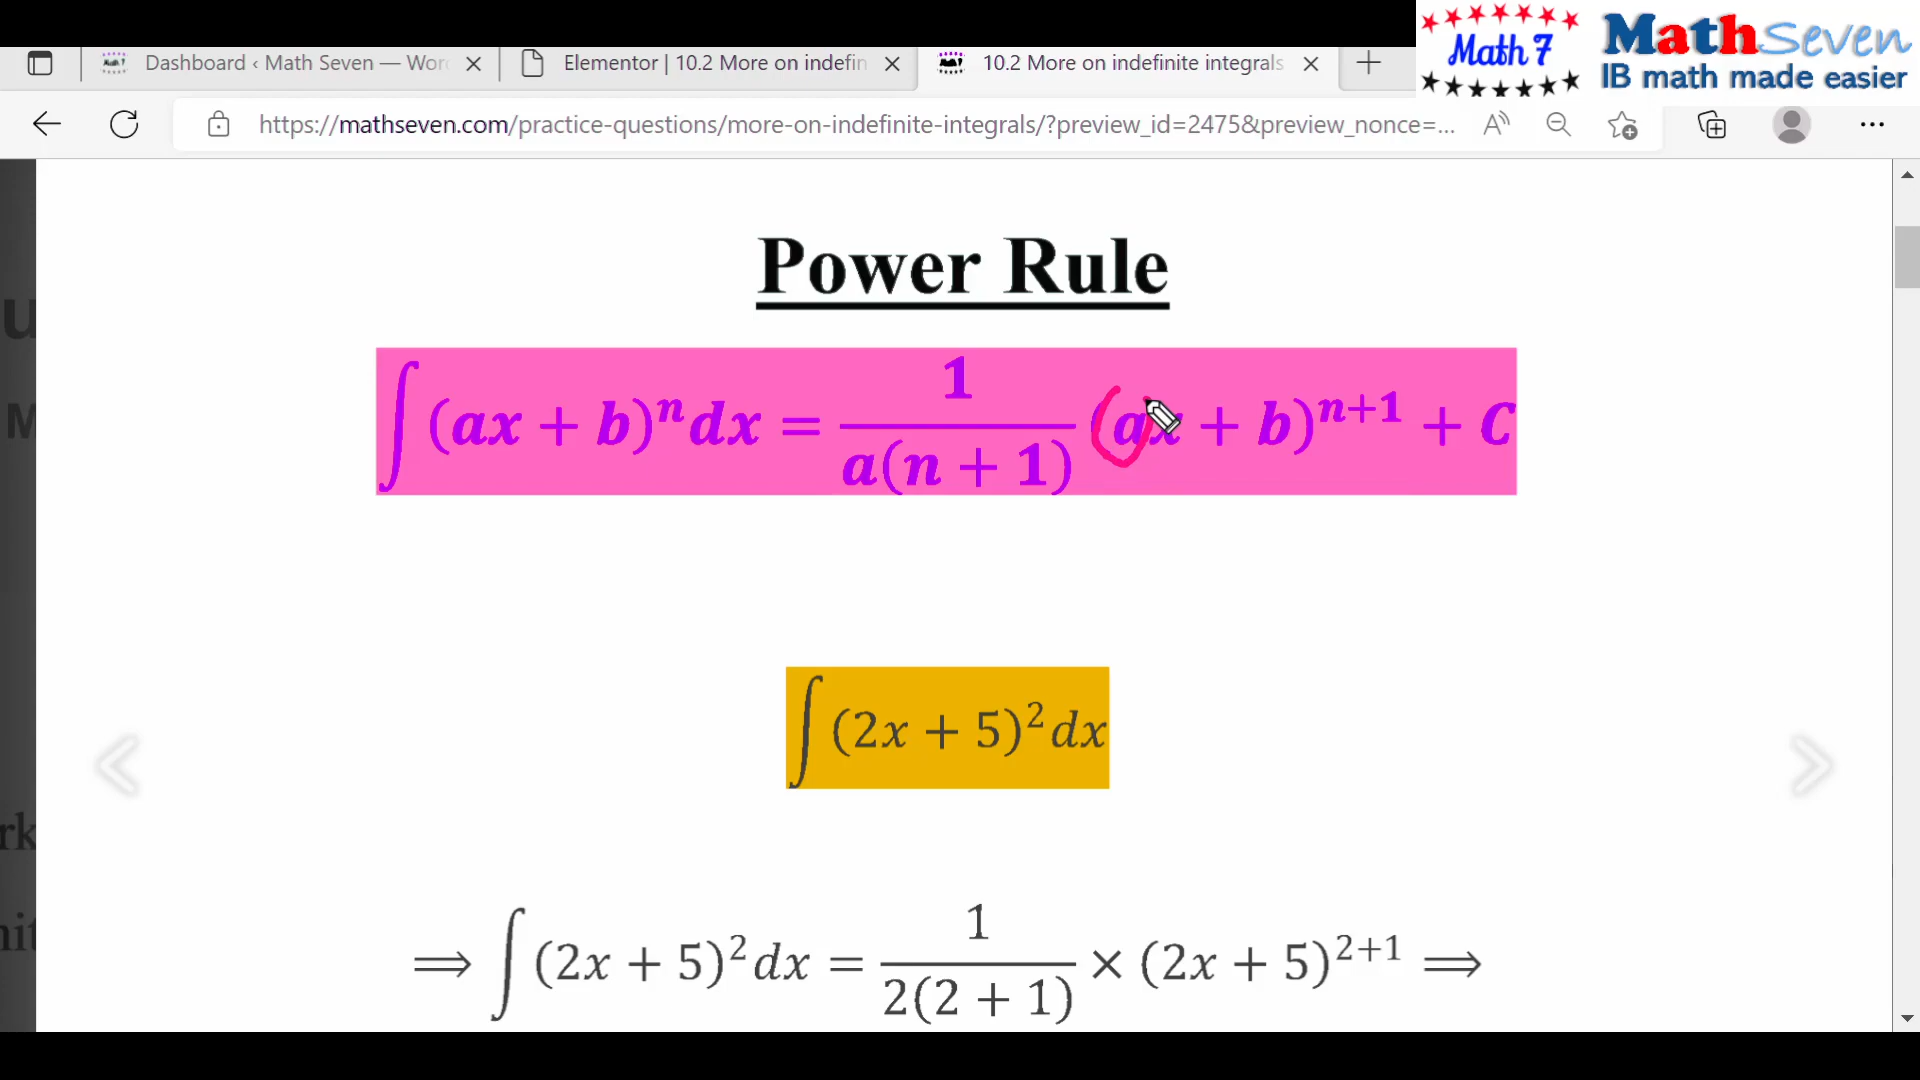 Math 7
MathSeven
IB math made easier
Dashboard ‹ Math Seven — Wor
Elementor | 10.2 More on indefin
10.2 More on indefinite integrals
https://mathseven.com/practice-questions/more-on-indefinite-integrals/?preview_id=2475&preview_nonce=...
Power Rule
∫(ax + b)ⁿdx = 1/(a(n + 1)) (ax + b)ⁿ⁺¹ + C
∫(2x + 5)²dx
⟹ ∫(2x + 5)²dx = 1/(2(2 + 1)) × (2x + 5)²⁺¹ ⟹